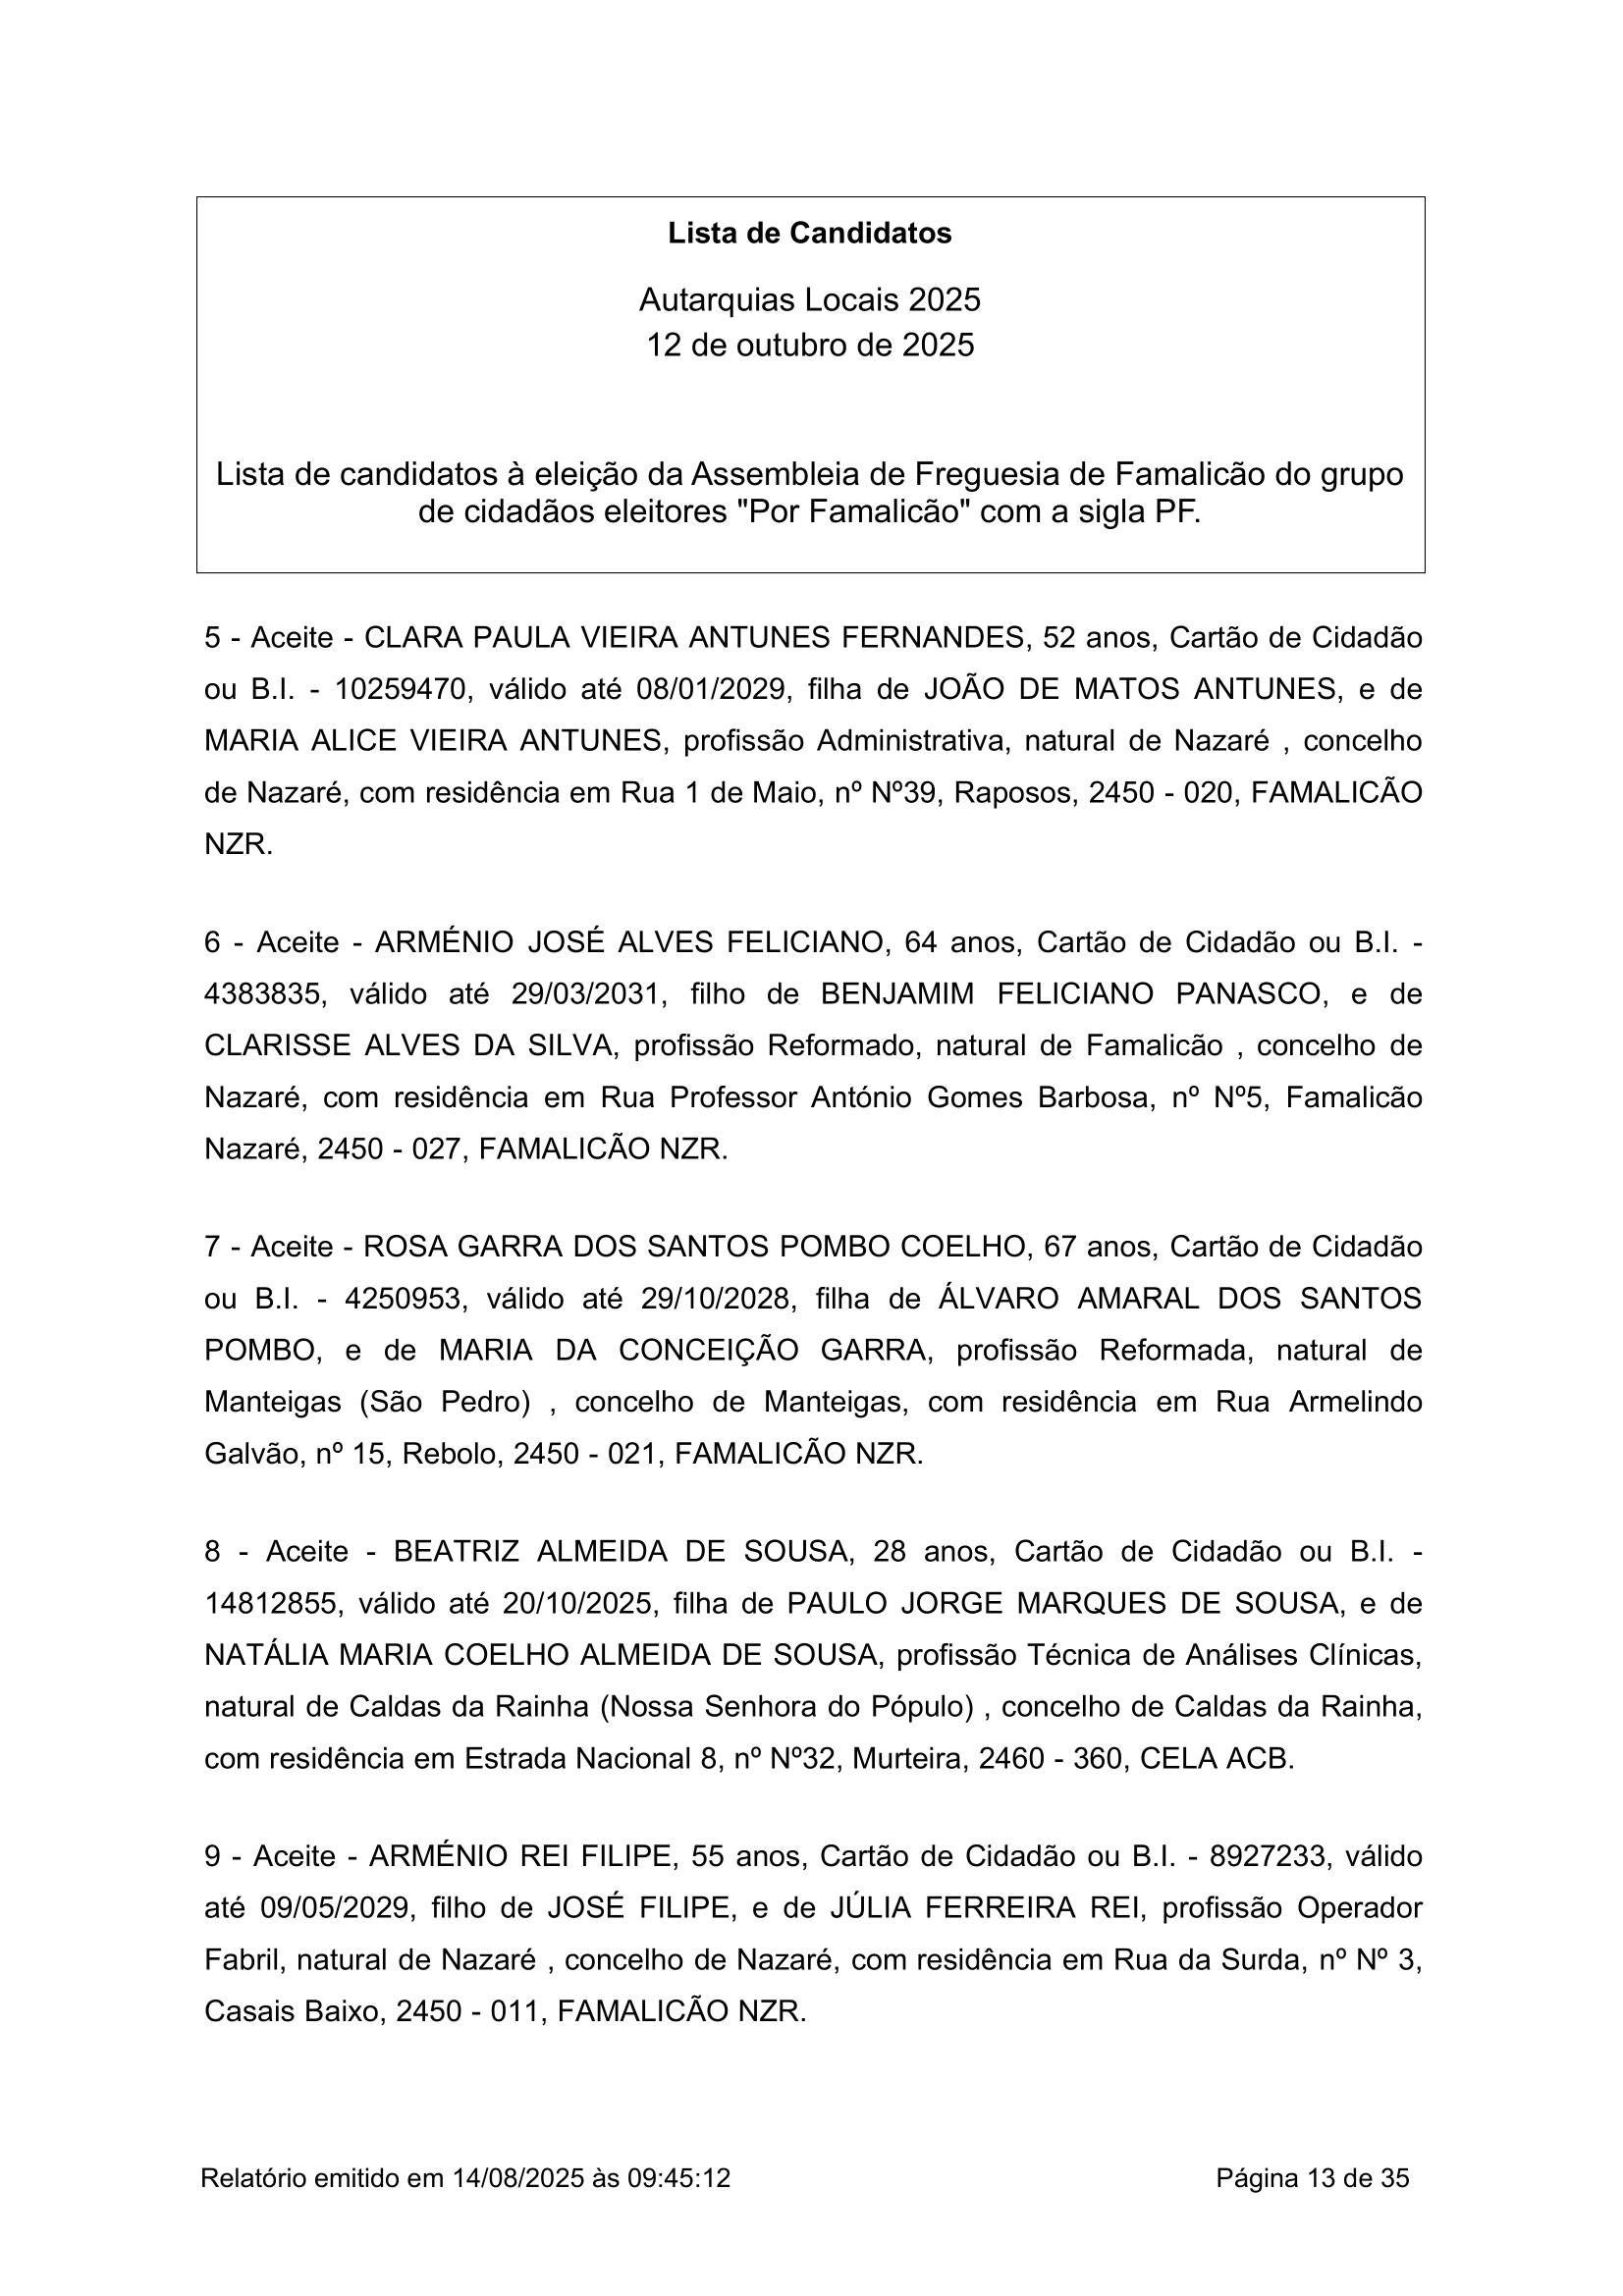 Lista de Candidatos
Autarquias Locais 2025
12 de outubro de 2025
Lista de candidatos à eleição da Assembleia de Freguesia de Famalicão do grupo
de cidadãos eleitores "Por Famalicão" com a sigla PF.
5 - Aceite - CLARA PAULA VIEIRA ANTUNES FERNANDES, 52 anos, Cartão de Cidadão
ou B.I. - 10259470, válido até 08/01/2029, filha de JOÃO DE MATOS ANTUNES, e de
MARIA ALICE VIEIRA ANTUNES, profissão Administrativa, natural de Nazaré , concelho
de Nazaré, com residência em Rua 1 de Maio, nº Nº39, Raposos, 2450 - 020, FAMALICÃO
NZR.
6 - Aceite - ARMÉNIO JOSÉ ALVES FELICIANO, 64 anos, Cartão de Cidadão ou B.I. -
4383835, válido até 29/03/2031, filho de BENJAMIM FELICIANO PANASCO, e de
CLARISSE ALVES DA SILVA, profissão Reformado, natural de Famalicão , concelho de
Nazaré, com residência em Rua Professor António Gomes Barbosa, nº Nº5, Famalicão
Nazaré, 2450 - 027, FAMALICÃO NZR.
7 - Aceite - ROSA GARRA DOS SANTOS POMBO COELHO, 67 anos, Cartão de Cidadão
ou B.I. - 4250953, válido até 29/10/2028, filha de ÁLVARO AMARAL DOS SANTOS
POMBO, e de MARIA DA CONCEIÇÃO GARRA, profissão Reformada, natural de
Manteigas (São Pedro) , concelho de Manteigas, com residência em Rua Armelindo
Galvão, nº 15, Rebolo, 2450 - 021, FAMALICÃO NZR.
8 - Aceite - BEATRIZ ALMEIDA DE SOUSA, 28 anos, Cartão de Cidadão ou B.I. -
14812855, válido até 20/10/2025, filha de PAULO JORGE MARQUES DE SOUSA, e de
NATÁLIA MARIA COELHO ALMEIDA DE SOUSA, profissão Técnica de Análises Clínicas,
natural de Caldas da Rainha (Nossa Senhora do Pópulo) , concelho de Caldas da Rainha,
com residência em Estrada Nacional 8, nº Nº32, Murteira, 2460 - 360, CELA ACB.
9 - Aceite - ARMÉNIO REI FILIPE, 55 anos, Cartão de Cidadão ou B.I. - 8927233, válido
até 09/05/2029, filho de JOSÉ FILIPE, e de JÚLIA FERREIRA REI, profissão Operador
Fabril, natural de Nazaré , concelho de Nazaré, com residência em Rua da Surda, nº Nº 3,
Casais Baixo, 2450 - 011, FAMALICÃO NZR.
Relatório emitido em 14/08/2025 às 09:45:12
Página 13 de 35